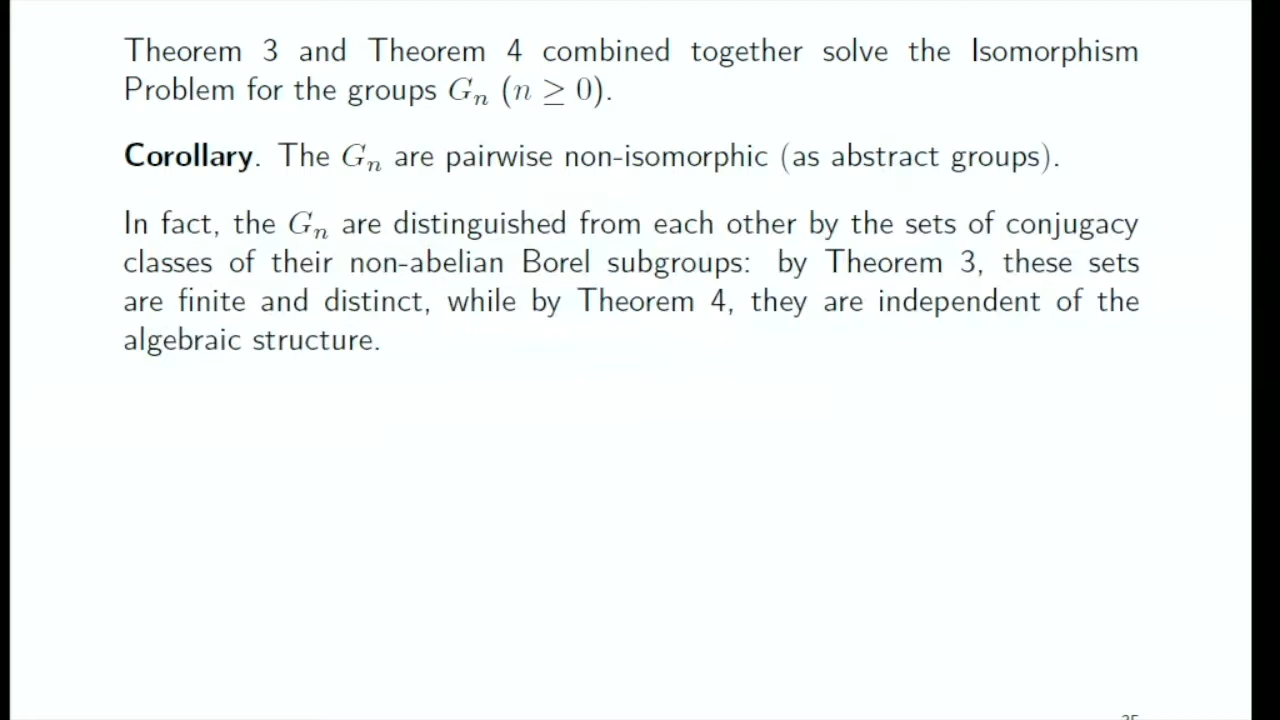 Theorem 3 and Theorem 4 combined together solve the Isomorphism
Problem for the groups Gₙ (n ≥ 0).
Corollary. The Gₙ are pairwise non-isomorphic (as abstract groups).
In fact, the Gₙ are distinguished from each other by the sets of conjugacy
classes of their non-abelian Borel subgroups: by Theorem 3, these sets
are finite and distinct, while by Theorem 4, they are independent of the
algebraic structure.